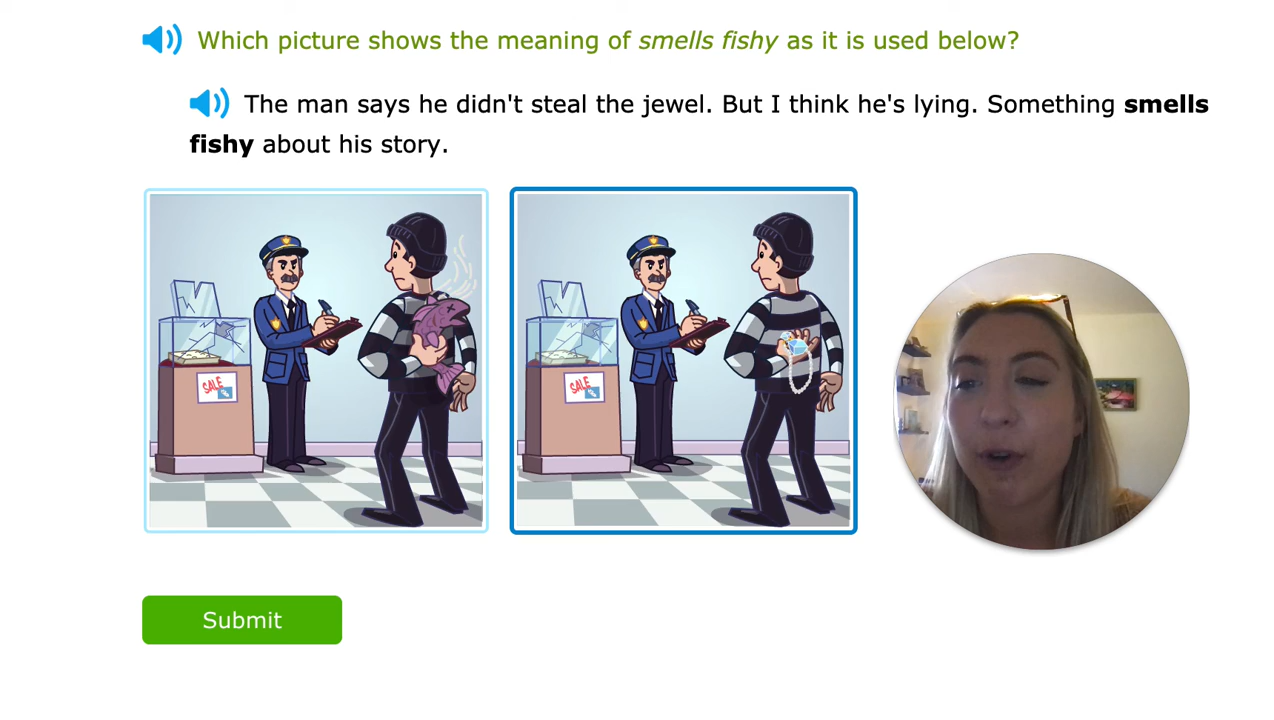 Which picture shows the meaning of smells fishy as it is used below?
The man says he didn't steal the jewel. But I think he's lying. Something smells
fishy about his story.
SALE
SALE
Submit